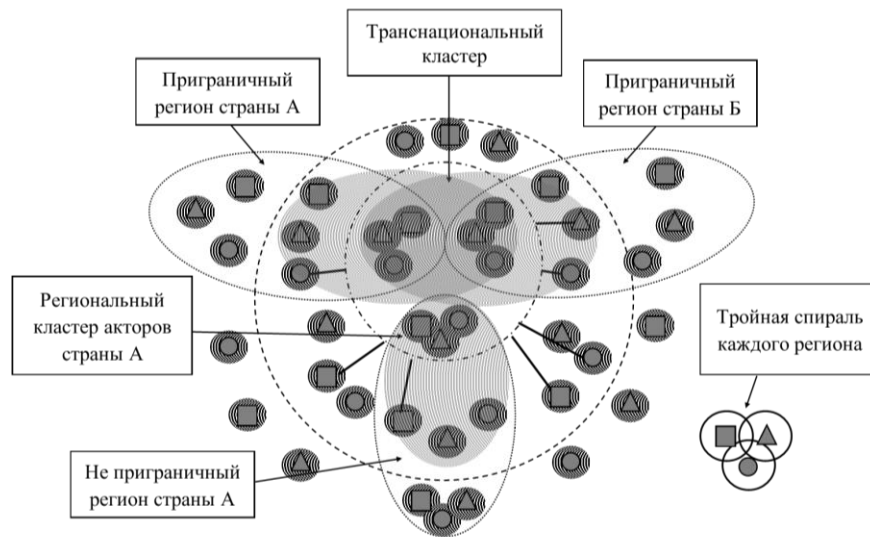 Транснациональный
кластер
Приграничный
регион страны А
Приграничный
регион страны Б
Региональный
кластер акторов
страны А
Тройная спираль
каждого региона
Не приграничный
регион страны А